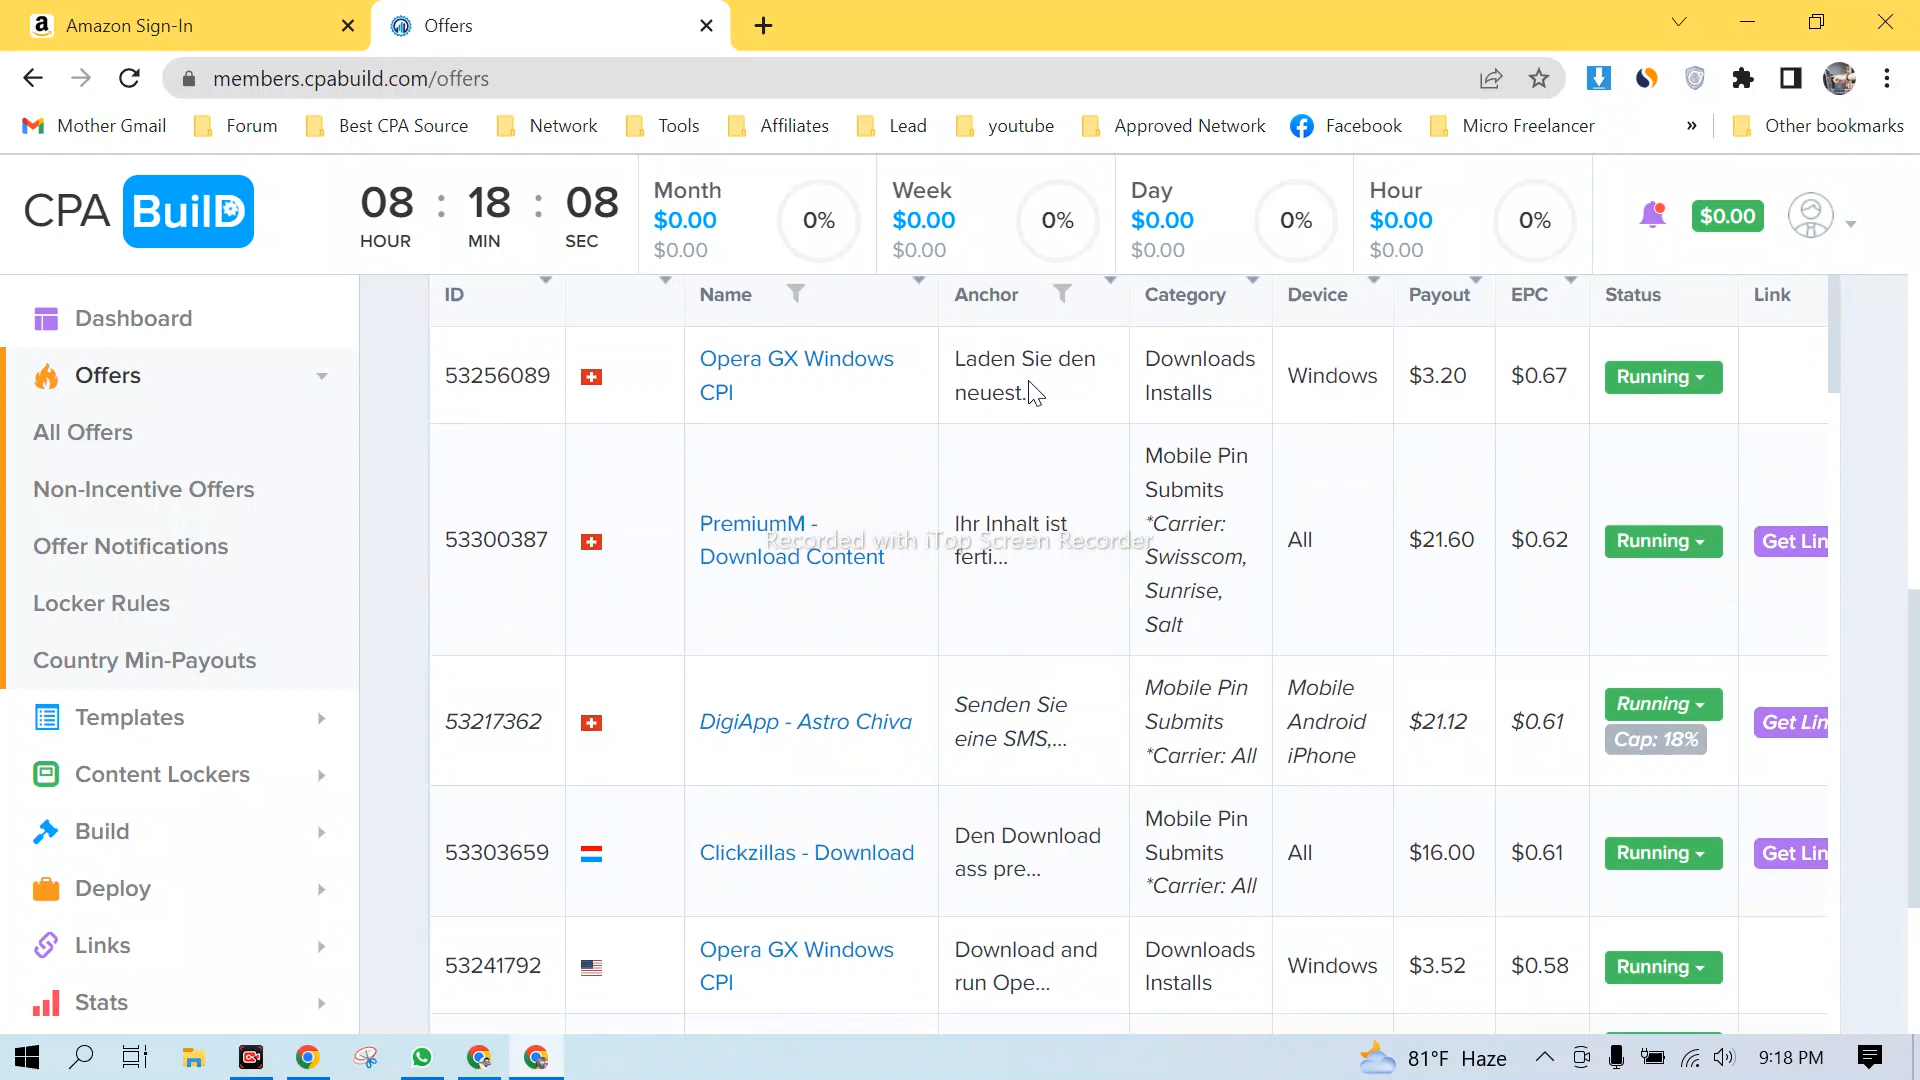 Amazon Sign-In
Offers
members.cpabuild.com/offers
Mother Gmail
Forum
Best CPA Source
Network
Tools
Affiliates
Lead
youtube
Approved Network
Facebook
Micro Freelancer
»
Other bookmarks
CPA BuilD
08 : 18 : 08
HOUR MIN SEC
Month
$0.00
$0.00
0%
Week
$0.00
$0.00
0%
Day
$0.00
$0.00
0%
Hour
$0.00
$0.00
0%
$0.00
Dashboard
Offers
All Offers
Non-Incentive Offers
Offer Notifications
Locker Rules
Country Min-Payouts
Templates
Content Lockers
Build
Deploy
Links
Stats
ID Name Anchor Category Device Payout EPC Status Link
53256089
Opera GX Windows
CPI
Laden Sie den
neuest...
Downloads
Installs
Windows
$3.20
$0.67
Running
53300387
PremiumM -
Download Content
Ihr Inhalt ist
ferti...
Mobile Pin
Submits
*Carrier:
Swisscom,
Sunrise,
Salt
All
$21.60
$0.62
Running
Get Lin
Recorded with iTop Screen Recorder
53217362
DigiApp - Astro Chiva
Senden Sie
eine SMS,...
Mobile Pin
Submits
*Carrier: All
Mobile
Android
iPhone
$21.12
$0.61
Running
Cap: 18%
Get Lin
53303659
Clickzillas - Download
Den Download
ass pre...
Mobile Pin
Submits
*Carrier: All
All
$16.00
$0.61
Running
Get Lin
53241792
Opera GX Windows
CPI
Download and
run Ope...
Downloads
Installs
Windows
$3.52
$0.58
Running
81°F Haze
9:18 PM